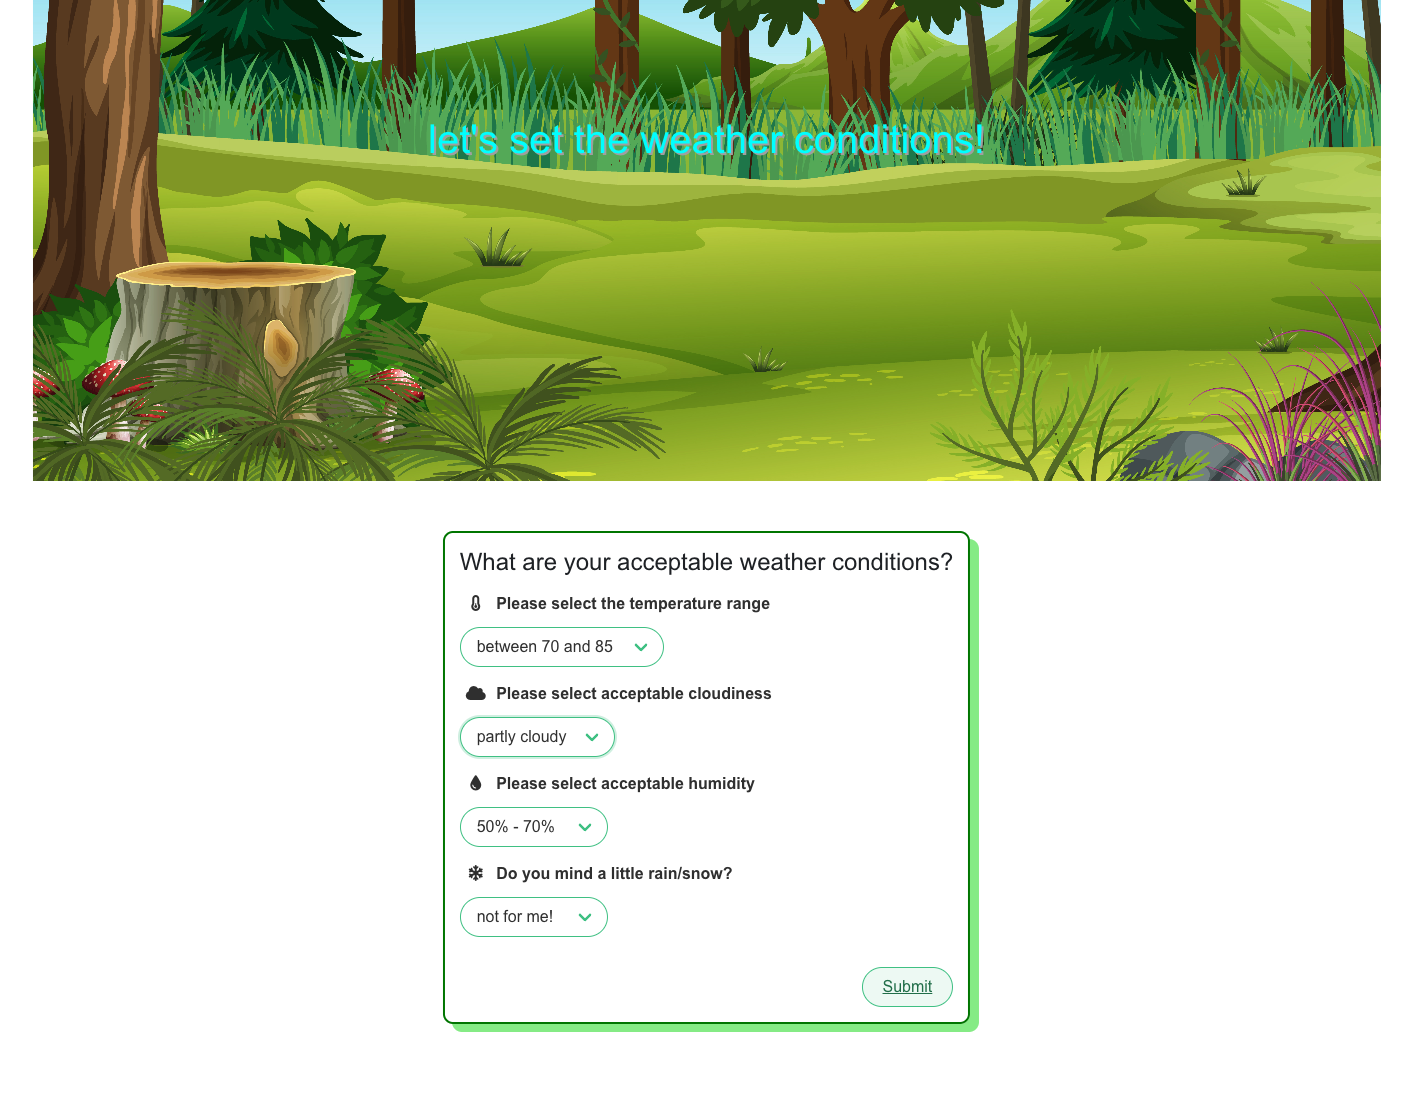 let's set the weather conditions!
What are your acceptable weather conditions?
Please select the temperature range
between 70 and 85
Please select acceptable cloudiness
partly cloudy
Please select acceptable humidity
50% - 70%
Do you mind a little rain/snow?
not for me!
Submit